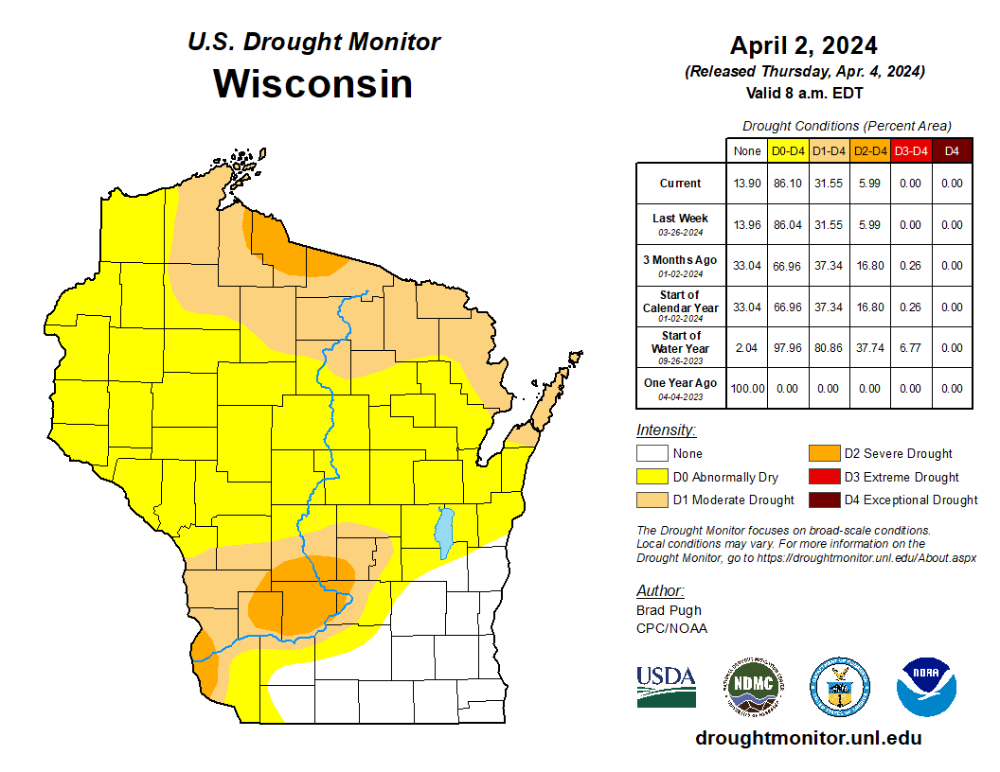 U.S. Drought Monitor
Wisconsin
April 2, 2024
(Released Thursday, Apr. 4, 2024)
Valid 8 a.m. EDT
Drought Conditions (Percent Area)
None D0-D4 D1-D4 D2-D4 D3-D4 D4
Current 13.90 86.10 31.55 5.99 0.00 0.00
Last Week 13.96 86.04 31.55 5.99 0.00 0.00
03-26-2024
3 Months Ago 33.04 66.96 37.34 16.80 0.26 0.00
01-02-2024
Start of
Calendar Year 33.04 66.96 37.34 16.80 0.26 0.00
01-02-2024
Start of
Water Year 2.04 97.96 80.86 37.74 6.77 0.00
09-26-2023
One Year Ago 100.00 0.00 0.00 0.00 0.00 0.00
04-04-2023
Intensity:
None
D0 Abnormally Dry
D1 Moderate Drought
D2 Severe Drought
D3 Extreme Drought
D4 Exceptional Drought
The Drought Monitor focuses on broad-scale conditions.
Local conditions may vary. For more information on the
Drought Monitor, go to https://droughtmonitor.unl.edu/About.aspx
Author:
Brad Pugh
CPC/NOAA
USDA
NDMC
NOAA
droughtmonitor.unl.edu